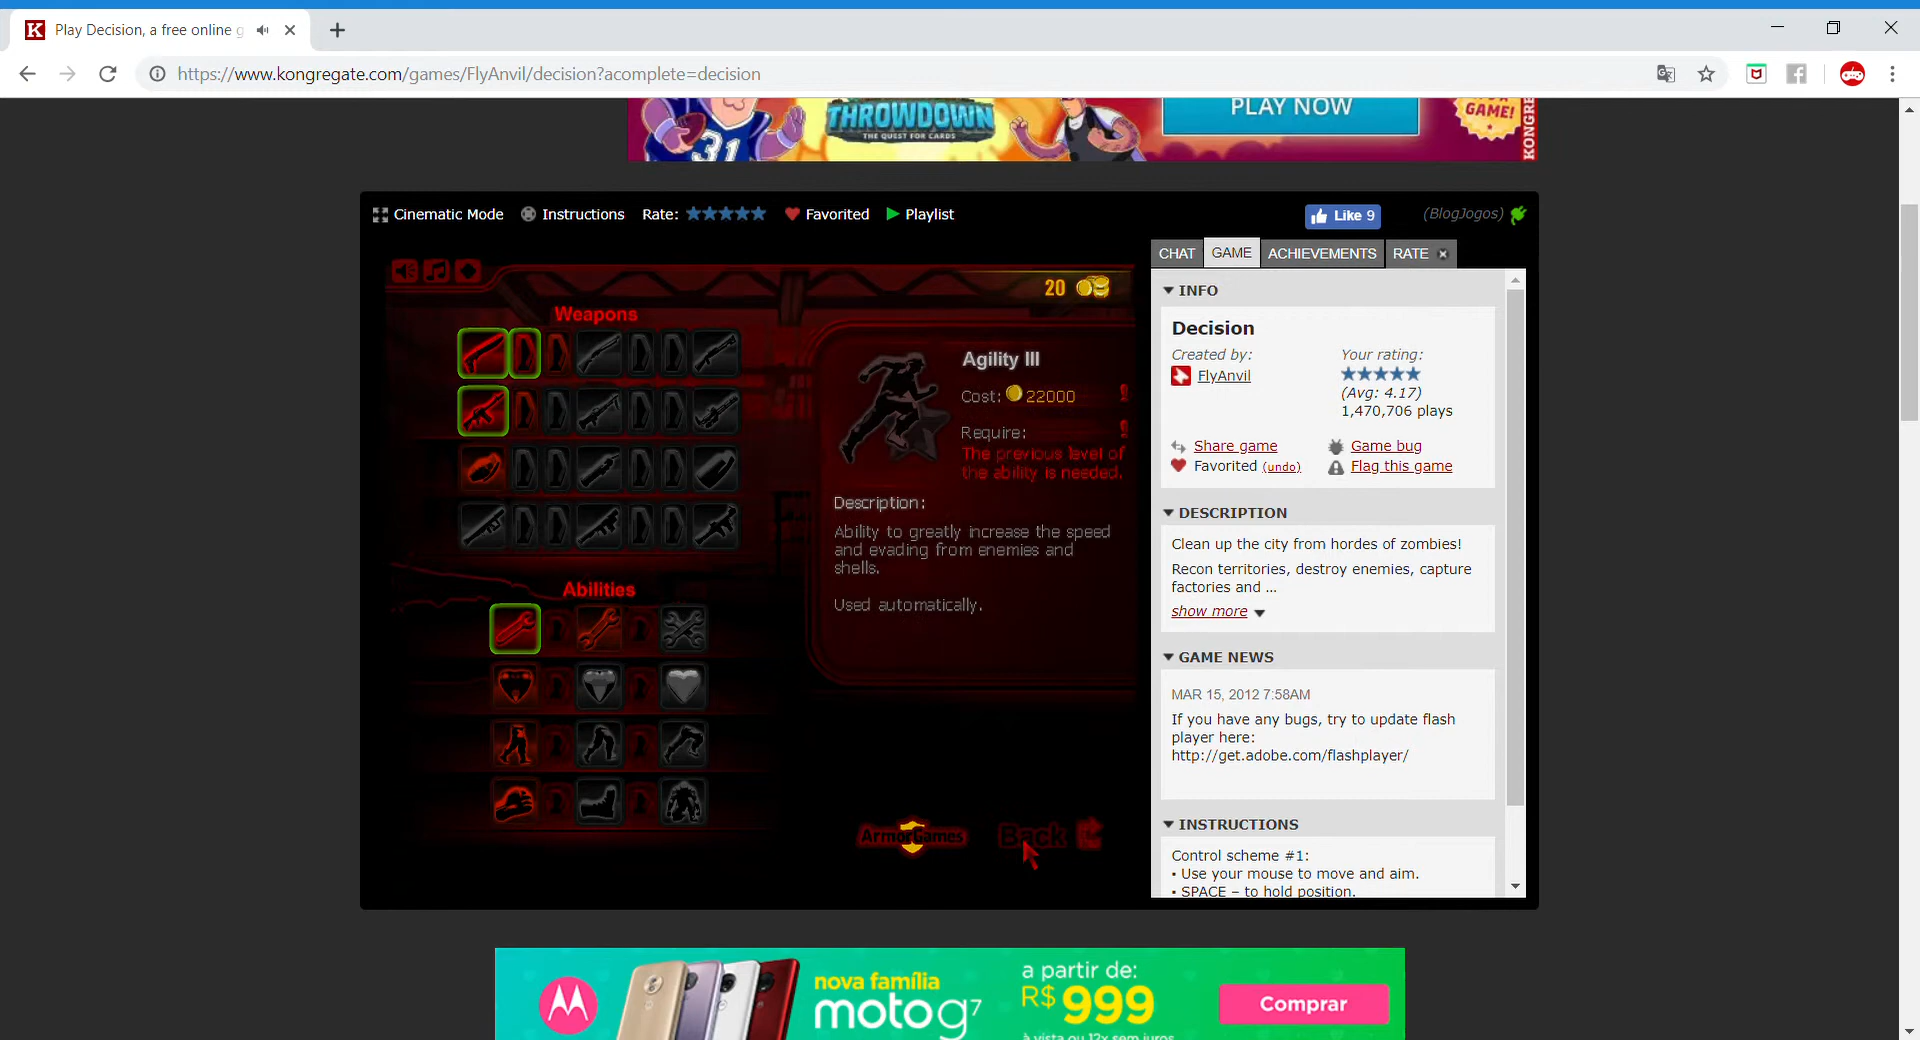 Play Decision, a free online g
https://www.kongregate.com/games/FlyAnvil/decision?acomplete=decision
THROWDOWN
THE QUEST FOR CARDS
31
PLAY NOW
GAME!
KONGRE
Cinematic Mode
Instructions
Rate:
Favorited
Playlist
Like 9
(BlogJogos)
CHAT
GAME
ACHIEVEMENTS
RATE
20
Weapons
Agility III
Cost: 22000
Require:
The previous level of
the ability is needed.
Description:
Ability to greatly increase the speed
and evading from enemies and
shells.
Used automatically.
Abilities
ArmorGames
Back
INFO
Decision
Created by:
FlyAnvil
Your rating:
(Avg: 4.17)
1,470,706 plays
Share game
Game bug
Favorited (undo)
Flag this game
DESCRIPTION
Clean up the city from hordes of zombies!
Recon territories, destroy enemies, capture
factories and ...
show more
GAME NEWS
MAR 15, 2012 7:58AM
If you have any bugs, try to update flash
player here:
http://get.adobe.com/flashplayer/
INSTRUCTIONS
Control scheme #1:
• Use your mouse to move and aim.
• SPACE – to hold position.
nova família
moto g7
a partir de:
R$ 999
à vista ou 12x sem juros
Comprar